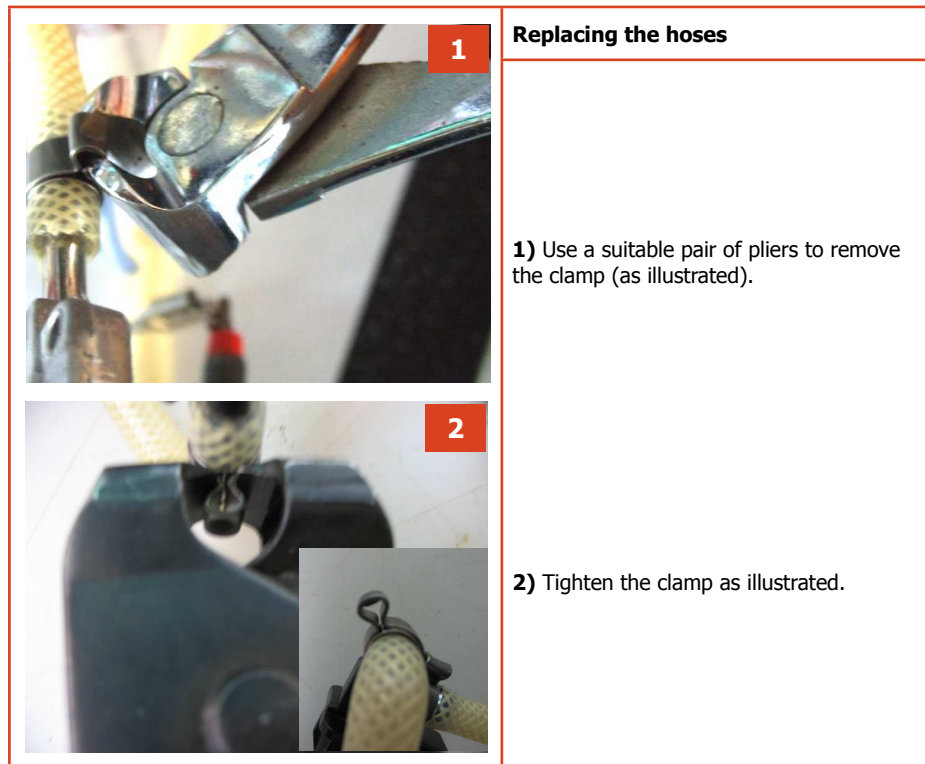 1
Replacing the hoses
1) Use a suitable pair of pliers to remove
the clamp (as illustrated).
2
2) Tighten the clamp as illustrated.